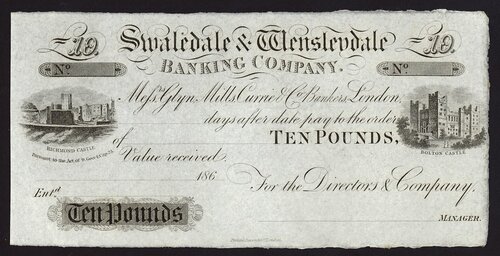 £10. Swaledale & Wensleydale £10.
No BANKING COMPANY. No
Messrs Glyn, Mills, Currie & Co. Bankers London,
days after date pay to the order
TEN POUNDS,
RICHMOND CASTLE
BOLTON CASTLE
of
Value received.
186
For the Directors & Company.
Entd
Ten Pounds
MANAGER.